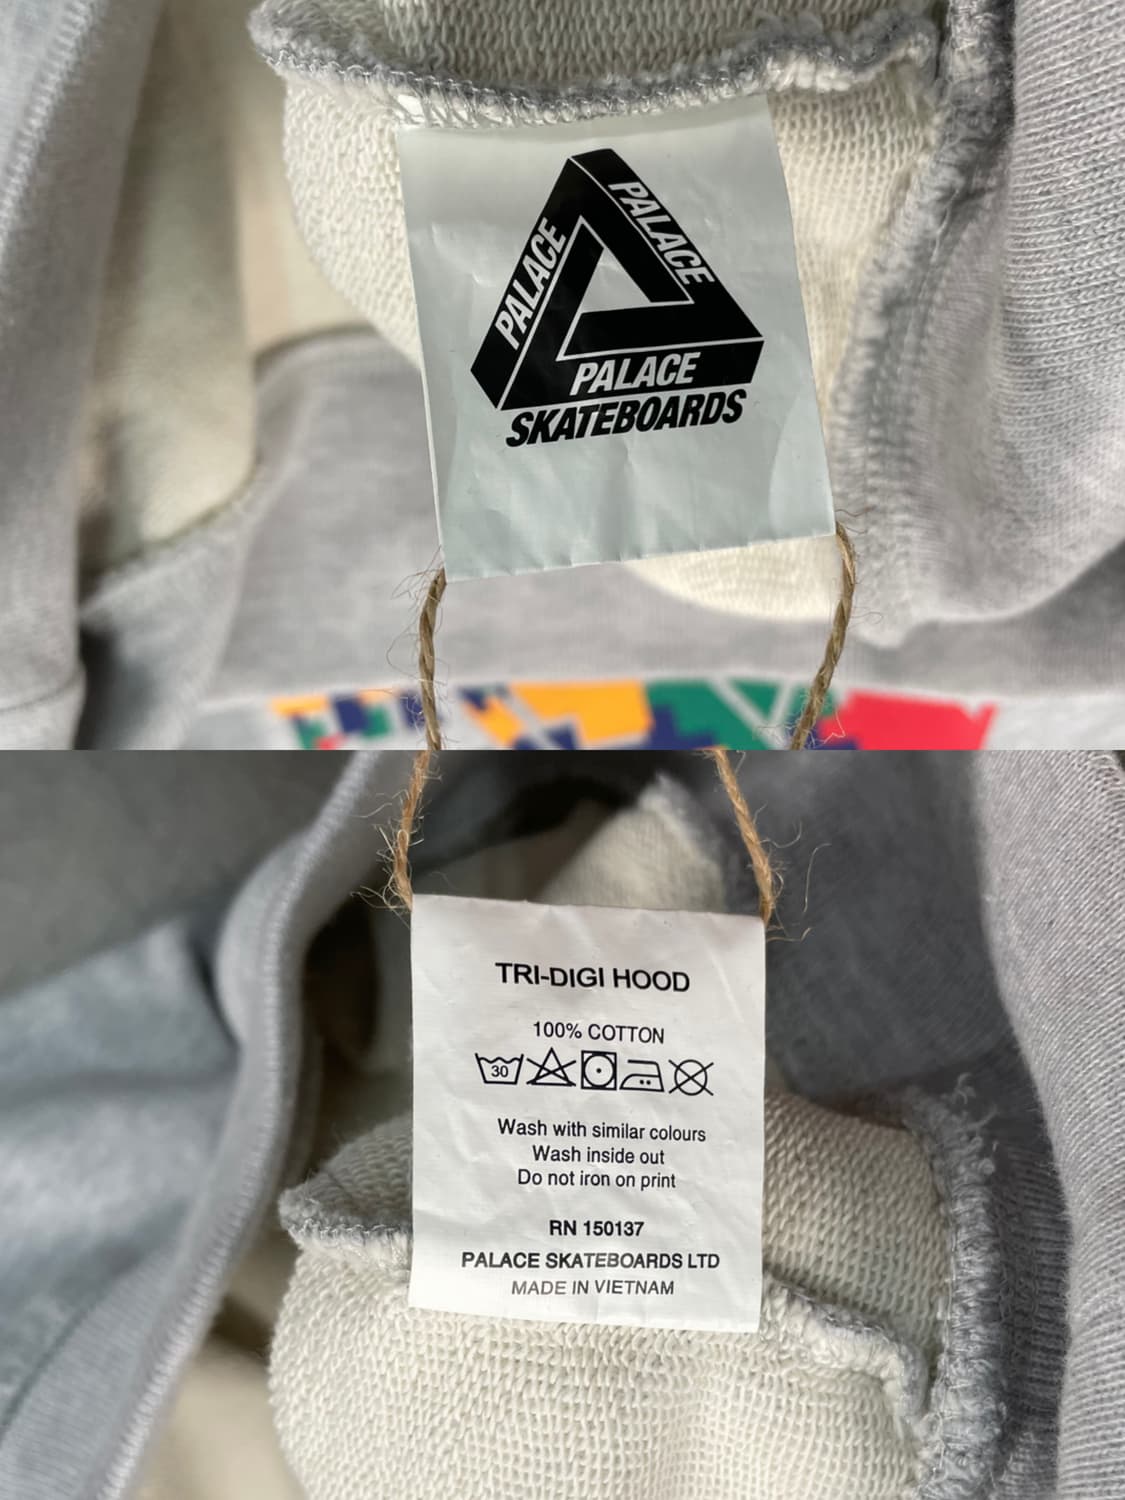 PALACE
PALACE
PALACE
SKATEBOARDS
TRI-DIGI HOOD
100% COTTON
30
Wash with similar colours
Wash inside out
Do not iron on print
RN 150137
PALACE SKATEBOARDS LTD
MADE IN VIETNAM